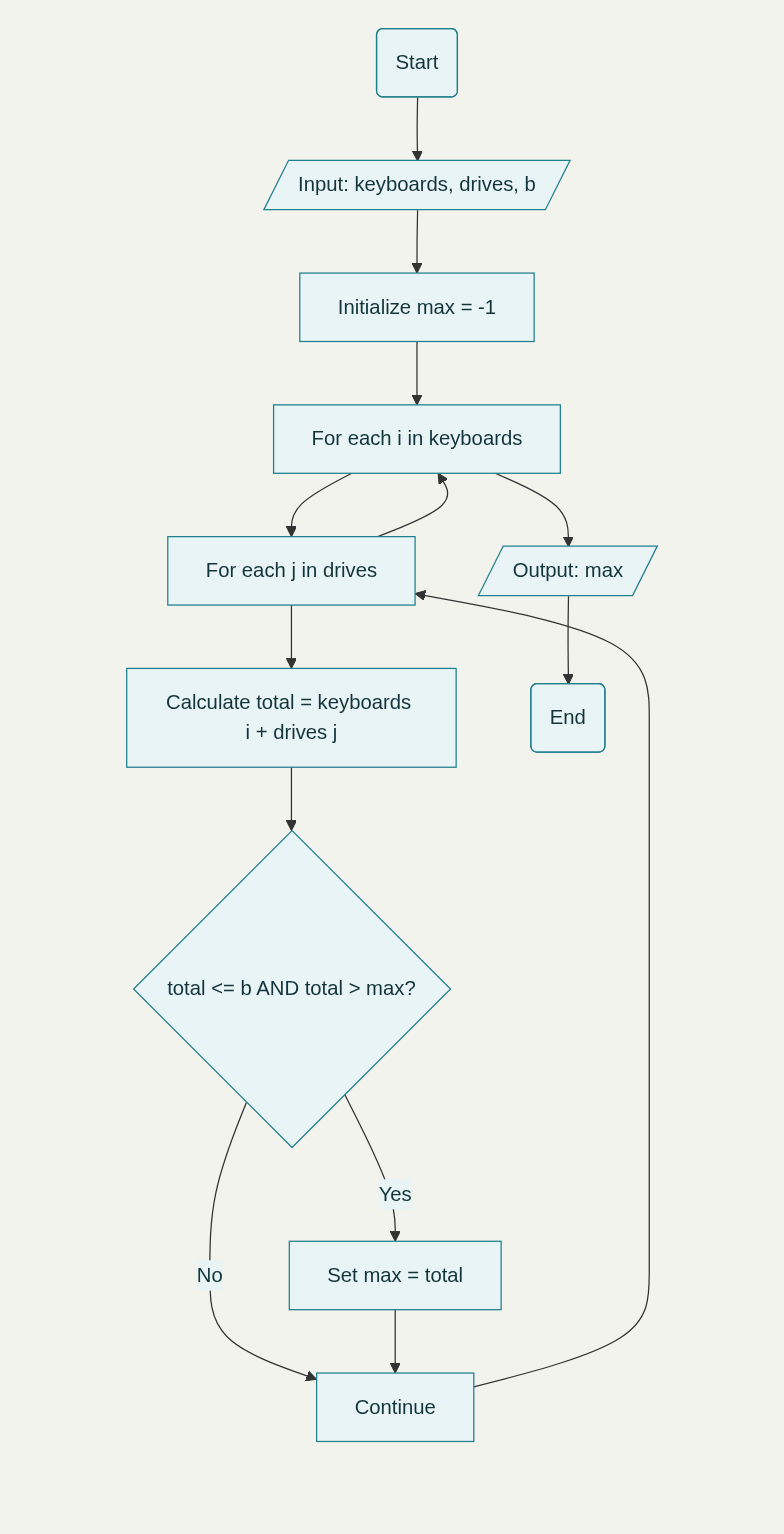 Start
Input: keyboards, drives, b
Initialize max = -1
For each i in keyboards
For each j in drives
Output: max
Calculate total = keyboards
i + drives j
End
total <= b AND total > max?
Yes
No
Set max = total
Continue